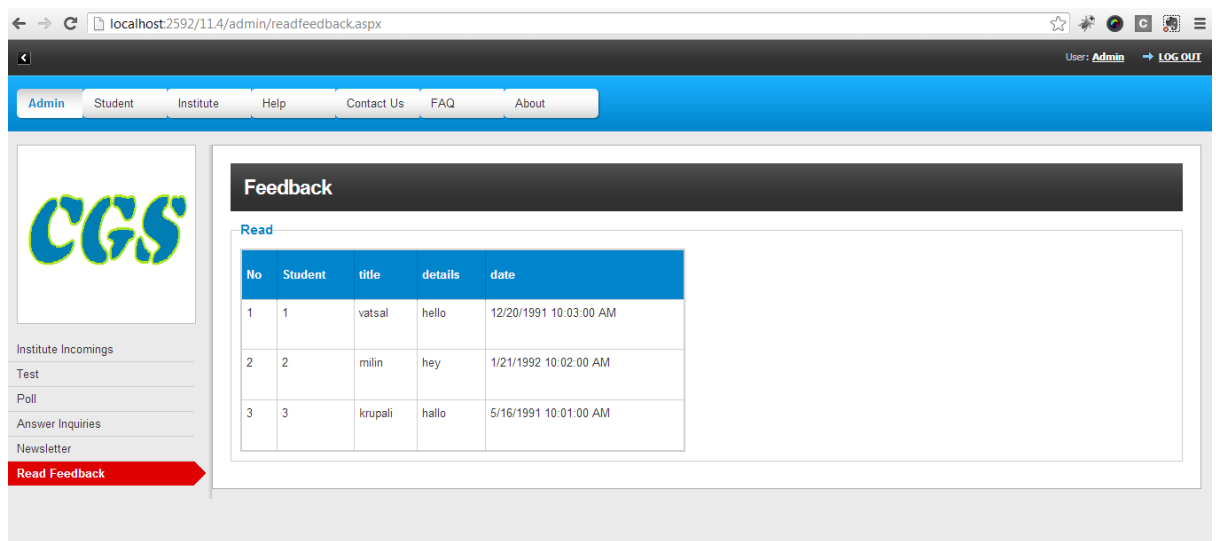 localhost:2592/11.4/admin/readfeedback.aspx
User: Admin LOG OUT
Admin Student Institute Help Contact Us FAQ About
CGS
Institute Incomings
Test
Poll
Answer Inquiries
Newsletter
Read Feedback
Feedback
Read
No Student title details date
1 1 vatsal hello 12/20/1991 10:03:00 AM
2 2 milin hey 1/21/1992 10:02:00 AM
3 3 krupali hallo 5/16/1991 10:01:00 AM